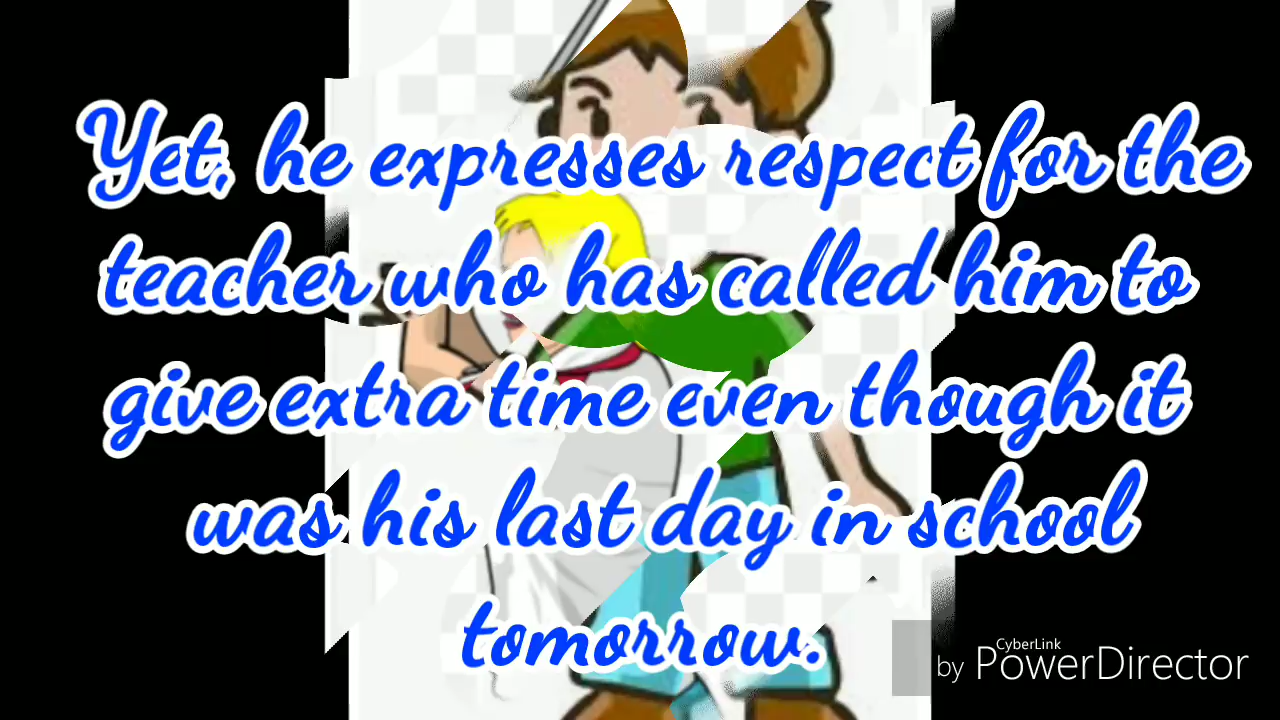 Yet, he expresses respect for the
teacher who has called him to
give extra time even though it
was his last day in school
tomorrow.
CyberLink
by PowerDirector